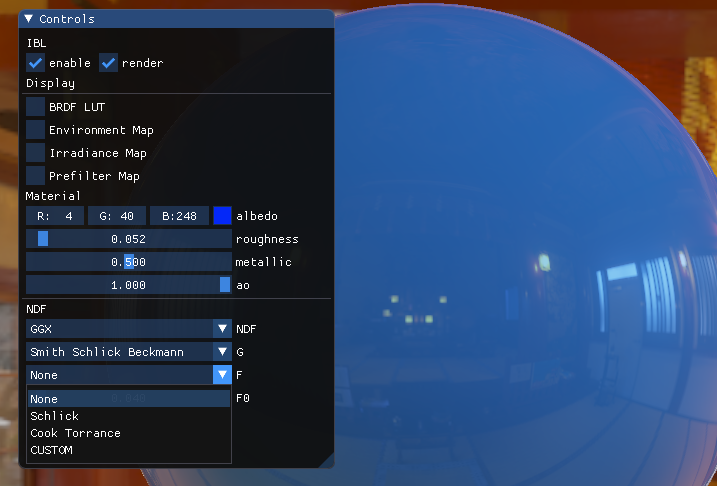 Controls
IBL
enable render
Display
BRDF LUT
Environment Map
Irradiance Map
Prefilter Map
Material
R: 4 G: 40 B:248 albedo
0.052 roughness
0.500 metallic
1.000 ao
NDF
GGX NDF
Smith Schlick Beckmann G
None F
None F0
Schlick
Cook Torrance
CUSTOM